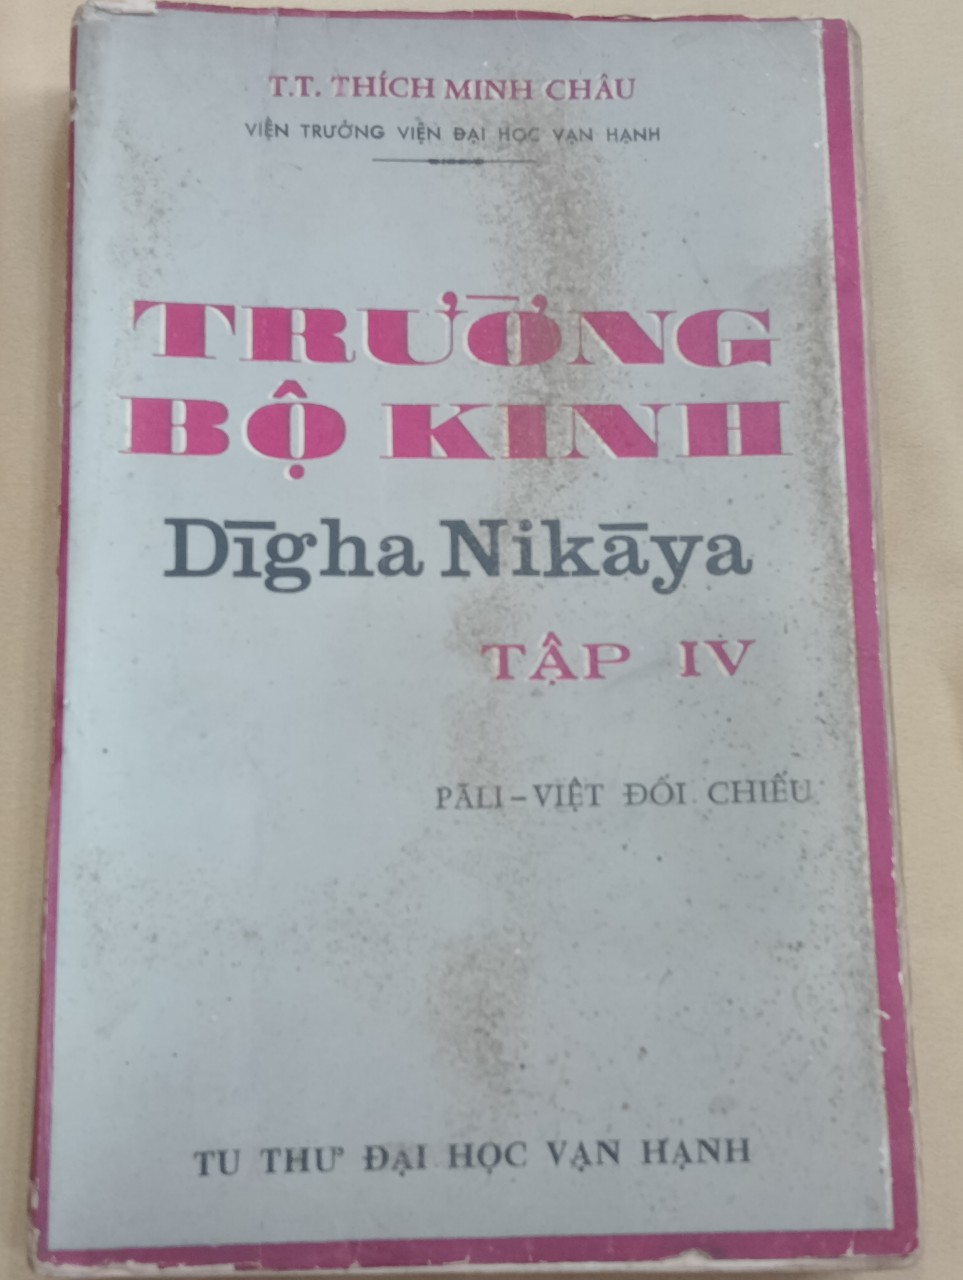 T.T. THÍCH MINH CHÂU
VIỆN TRƯỞNG VIỆN ĐẠI HỌC VẠN HẠNH
TRƯỜNG
BỘ KINH
Dīgha Nikāya
TẬP IV
PĀLI – VIỆT ĐỐI CHIẾU
TU THƯ ĐẠI HỌC VẠN HẠNH